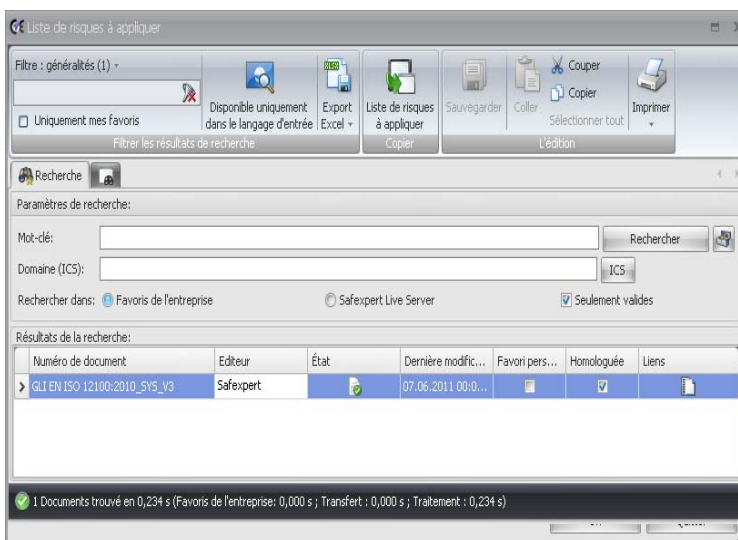 Liste de risques à appliquer
Filtre : généralités (1)
Uniquement mes favoris
Disponible uniquement dans le langage d'entrée
Export Excel
Filtrer les résultats de recherche
Liste de risques à appliquer
Copier
Sauvegarder
Coller
Couper
Copier
Sélectionner tout
Imprimer
L'édition
Recherche
Paramètres de recherche:
Mot-clé:
Rechercher
Domaine (ICS):
ICS
Rechercher dans: Favoris de l'entreprise Safexpert Live Server Seulement valides
Résultats de la recherche:
Numéro de document Editeur État Dernière modific... Favori pers... Homologuée Liens
GLI EN ISO 12100:2010_SYS_V3 Safexpert 07.06.2011 00:0...
1 Documents trouvé en 0,234 s (Favoris de l'entreprise: 0,000 s ; Transfert : 0,000 s ; Traitement : 0,234 s)